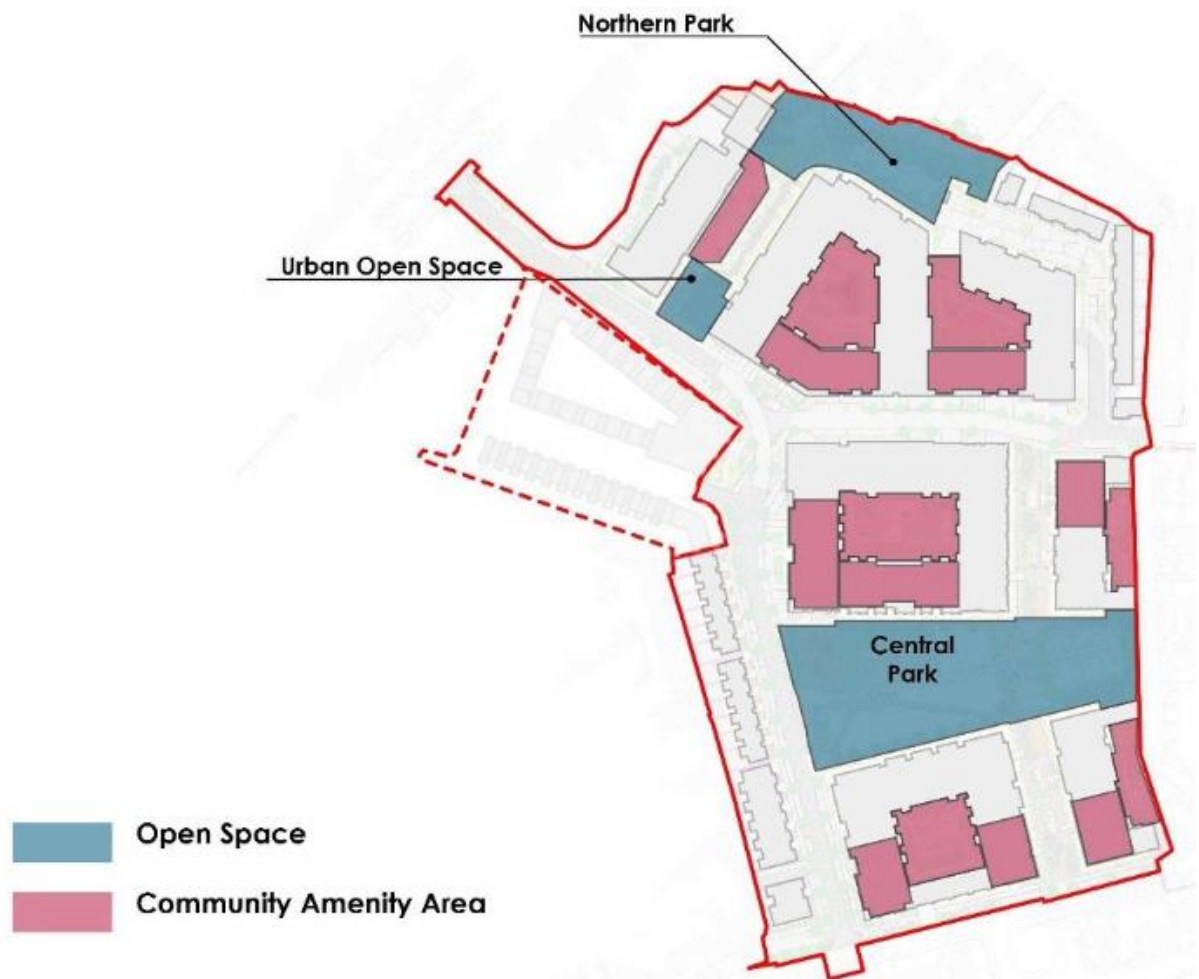 Northern Park
Urban Open Space
Central
Park
Open Space
Community Amenity Area